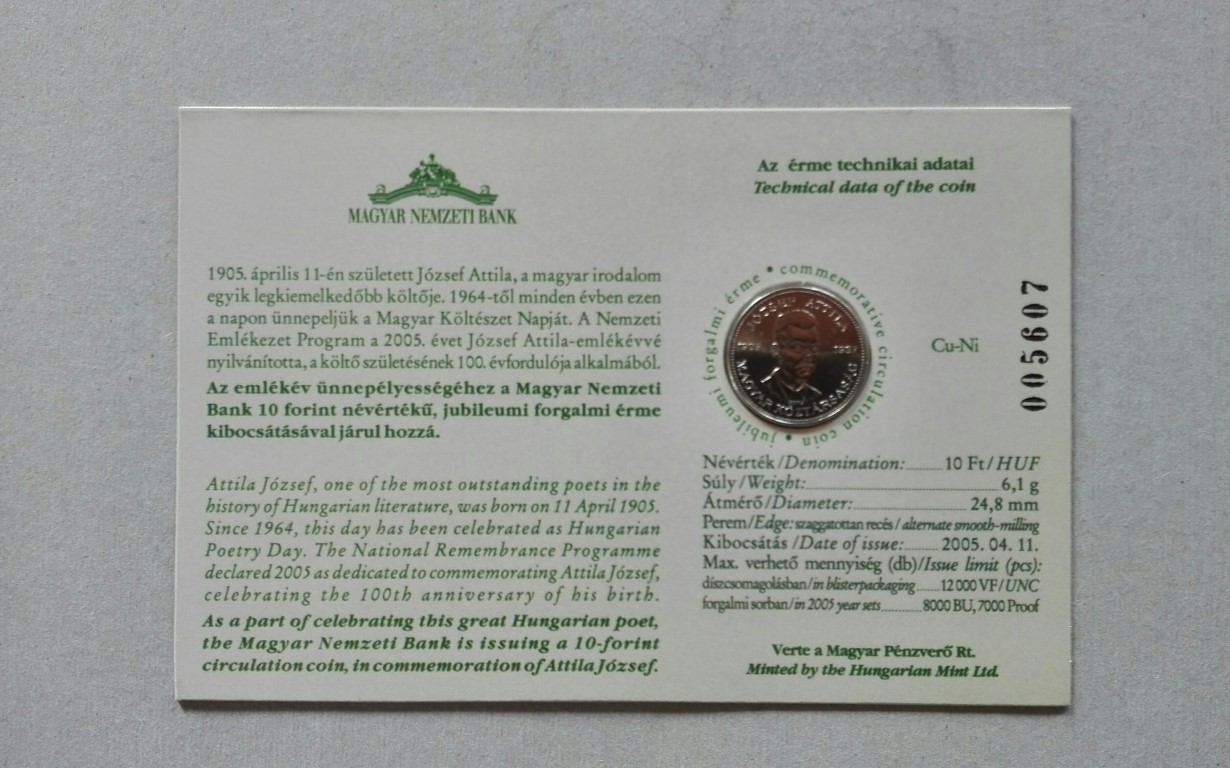 MAGYAR NEMZETI BANK
1905. április 11-én született József Attila, a magyar irodalom
egyik legkiemelkedőbb költője. 1964-től minden évben ezen
a napon ünnepeljük a Magyar Költészet Napját. A Nemzeti
Emlékezet Program a 2005. évet József Attila-emlékévvé
nyilvánította, a költő születésének 100. évfordulója alkalmából.
Az emlékév ünnepélyességéhez a Magyar Nemzeti
Bank 10 forint névértékű, jubileumi forgalmi érme
kibocsátásával járul hozzá.
Attila József, one of the most outstanding poets in the
history of Hungarian literature, was born on 11 April 1905.
Since 1964, this day has been celebrated as Hungarian
Poetry Day. The National Remembrance Programme
declared 2005 as dedicated to commemorating Attila József,
celebrating the 100th anniversary of his birth.
As a part of celebrating this great Hungarian poet,
the Magyar Nemzeti Bank is issuing a 10-forint
circulation coin, in commemoration of Attila József.
Az érme technikai adatai
Technical data of the coin
jubileumi forgalmi érme • commemorative circulation coin •
JÓZSEF ATTILA
1905 1937
MAGYAR KÖZTÁRSASÁG
Cu-Ni
005607
Névérték/Denomination:........10 Ft/HUF
Súly/Weight:........6,1 g
Átmérő/Diameter:........24,8 mm
Perem/Edge: szaggatottan recés / alternate smooth-milling
Kibocsátás /Date of issue:........2005. 04. 11.
Max. verhető mennyiség (db)/Issue limit (pcs):
díszcsomagolásban/in blisterpackaging........12 000 VF/UNC
forgalmi sorban/in 2005 year sets........8000 BU, 7000 Proof
Verte a Magyar Pénzverő Rt.
Minted by the Hungarian Mint Ltd.